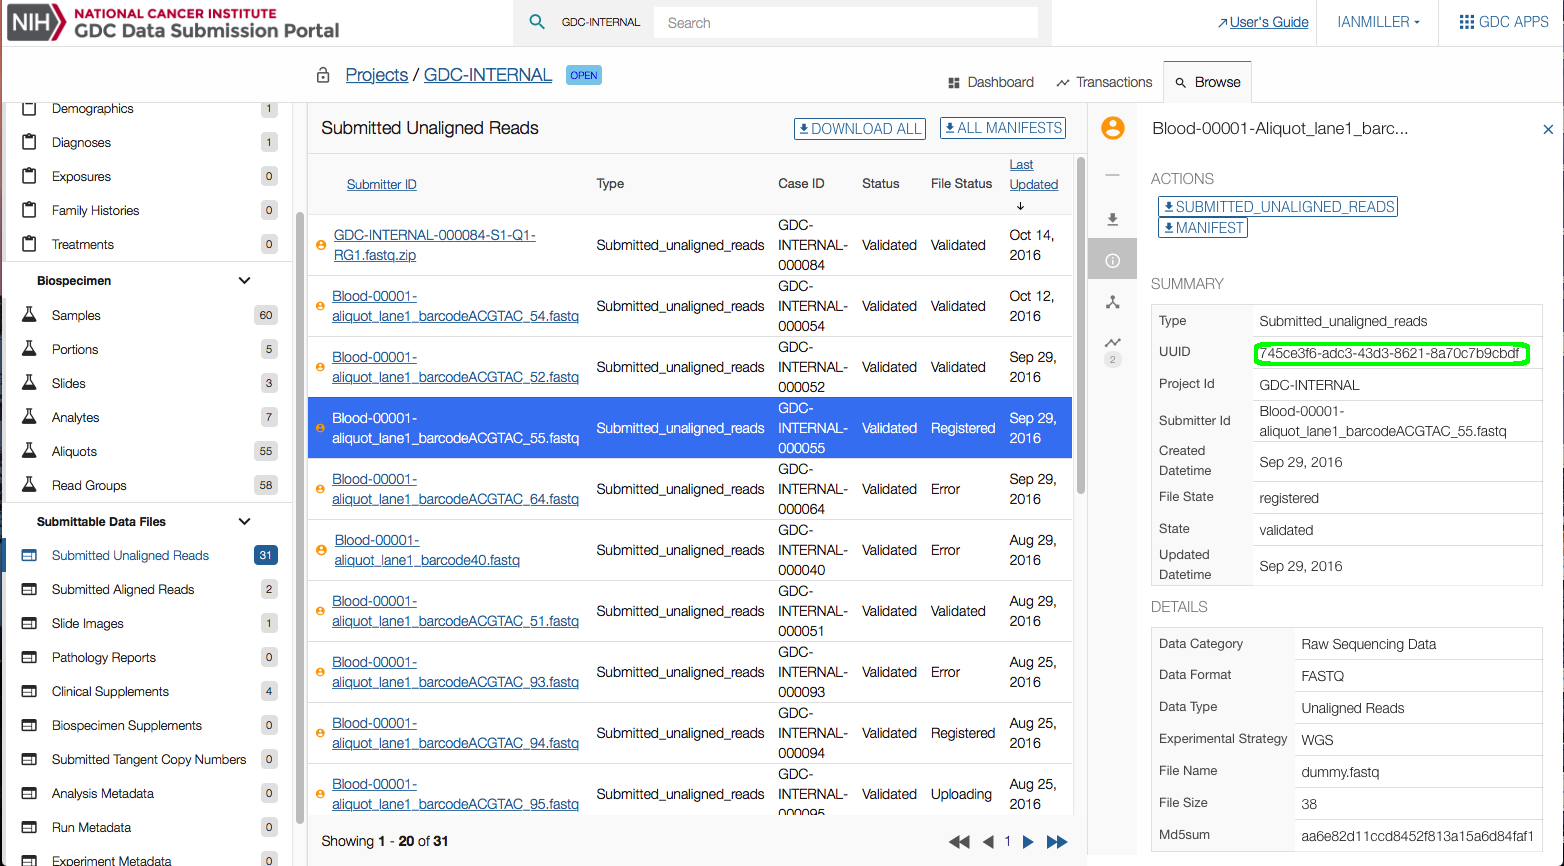 NIH
NATIONAL CANCER INSTITUTE
GDC Data Submission Portal
GDC-INTERNAL
Search
User's Guide
IANMILLER
GDC APPS
Projects / GDC-INTERNAL OPEN
Dashboard
Transactions
Browse
Demographics 1
Diagnoses 1
Exposures 0
Family Histories 0
Treatments 0
Biospecimen
Samples 60
Portions 5
Slides 3
Analytes 7
Aliquots 55
Read Groups 58
Submittable Data Files
Submitted Unaligned Reads 31
Submitted Aligned Reads 2
Slide Images 1
Pathology Reports 0
Clinical Supplements 4
Biospecimen Supplements 0
Submitted Tangent Copy Numbers 0
Analysis Metadata 0
Run Metadata 0
Experiment Metadata 0
Submitted Unaligned Reads
DOWNLOAD ALL
ALL MANIFESTS
Submitter ID
Type
Case ID
Status
File Status
Last
Updated
GDC-INTERNAL-000084-S1-Q1-
RG1.fastq.zip
Submitted_unaligned_reads
GDC-
INTERNAL-
000084
Validated
Validated
Oct 14,
2016
Blood-00001-
aliquot_lane1_barcodeACGTAC_54.fastq
Submitted_unaligned_reads
GDC-
INTERNAL-
000054
Validated
Validated
Oct 12,
2016
Blood-00001-
aliquot_lane1_barcodeACGTAC_52.fastq
Submitted_unaligned_reads
GDC-
INTERNAL-
000052
Validated
Validated
Sep 29,
2016
Blood-00001-
aliquot_lane1_barcodeACGTAC_55.fastq
Submitted_unaligned_reads
GDC-
INTERNAL-
000055
Validated
Registered
Sep 29,
2016
Blood-00001-
aliquot_lane1_barcodeACGTAC_64.fastq
Submitted_unaligned_reads
GDC-
INTERNAL-
000064
Validated
Error
Sep 29,
2016
Blood-00001-
aliquot_lane1_barcode40.fastq
Submitted_unaligned_reads
GDC-
INTERNAL-
000040
Validated
Error
Aug 29,
2016
Blood-00001-
aliquot_lane1_barcodeACGTAC_51.fastq
Submitted_unaligned_reads
GDC-
INTERNAL-
000051
Validated
Validated
Aug 29,
2016
Blood-00001-
aliquot_lane1_barcodeACGTAC_93.fastq
Submitted_unaligned_reads
GDC-
INTERNAL-
000093
Validated
Error
Aug 25,
2016
Blood-00001-
aliquot_lane1_barcodeACGTAC_94.fastq
Submitted_unaligned_reads
GDC-
INTERNAL-
000094
Validated
Registered
Aug 25,
2016
Blood-00001-
aliquot_lane1_barcodeACGTAC_95.fastq
Submitted_unaligned_reads
GDC-
INTERNAL-
000095
Validated
Uploading
Aug 25,
2016
Showing 1 - 20 of 31
1
2
Blood-00001-Aliquot_lane1_barc...
ACTIONS
SUBMITTED_UNALIGNED_READS
MANIFEST
SUMMARY
Type Submitted_unaligned_reads
UUID 745ce3f6-adc3-43d3-8621-8a70c7b9cbdf
Project Id GDC-INTERNAL
Submitter Id
Blood-00001-
aliquot_lane1_barcodeACGTAC_55.fastq
Created
Datetime
Sep 29, 2016
File State registered
State validated
Updated
Datetime
Sep 29, 2016
DETAILS
Data Category Raw Sequencing Data
Data Format FASTQ
Data Type Unaligned Reads
Experimental Strategy WGS
File Name dummy.fastq
File Size 38
Md5sum aa6e82d11ccd8452f813a15a6d84faf1